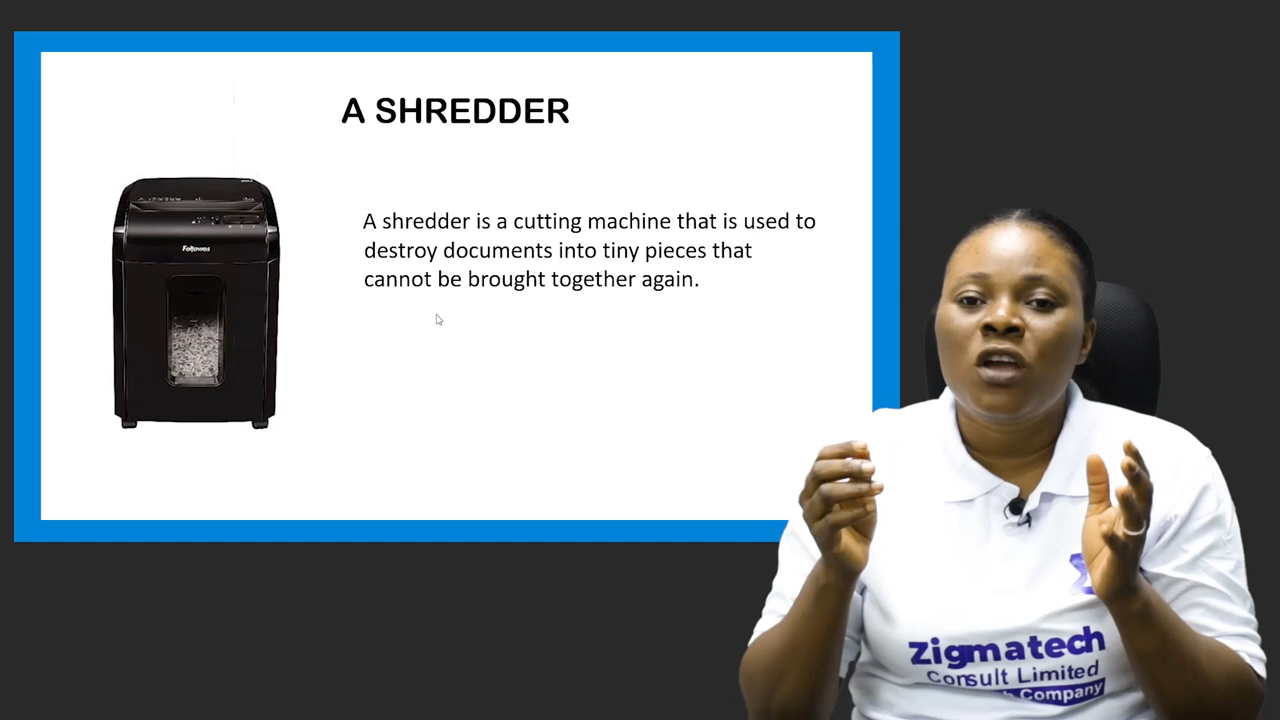 A SHREDDER
A shredder is a cutting machine that is used to
destroy documents into tiny pieces that
cannot be brought together again.
Fellowes
Zigmatech
Consult Limited
Company